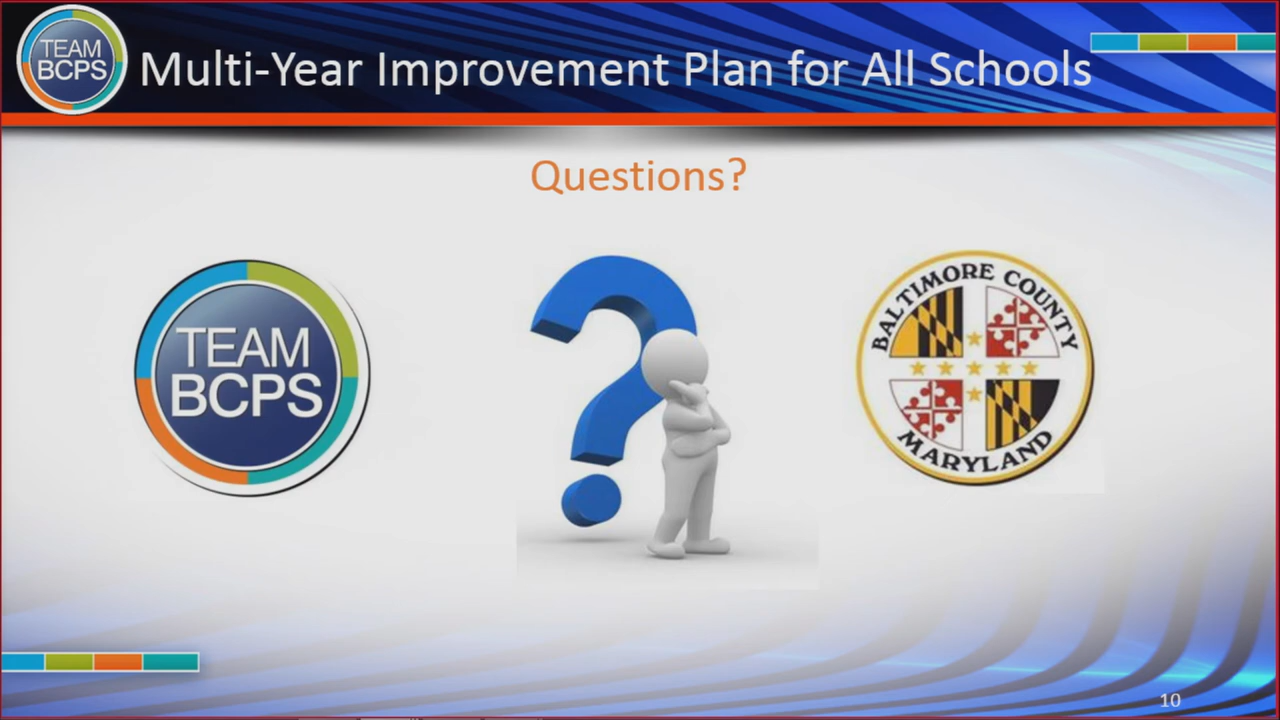 TEAM
BCPS
Multi-Year Improvement Plan for All Schools
Questions?
TEAM
BCPS
BALTIMORE COUNTY
MARYLAND
10